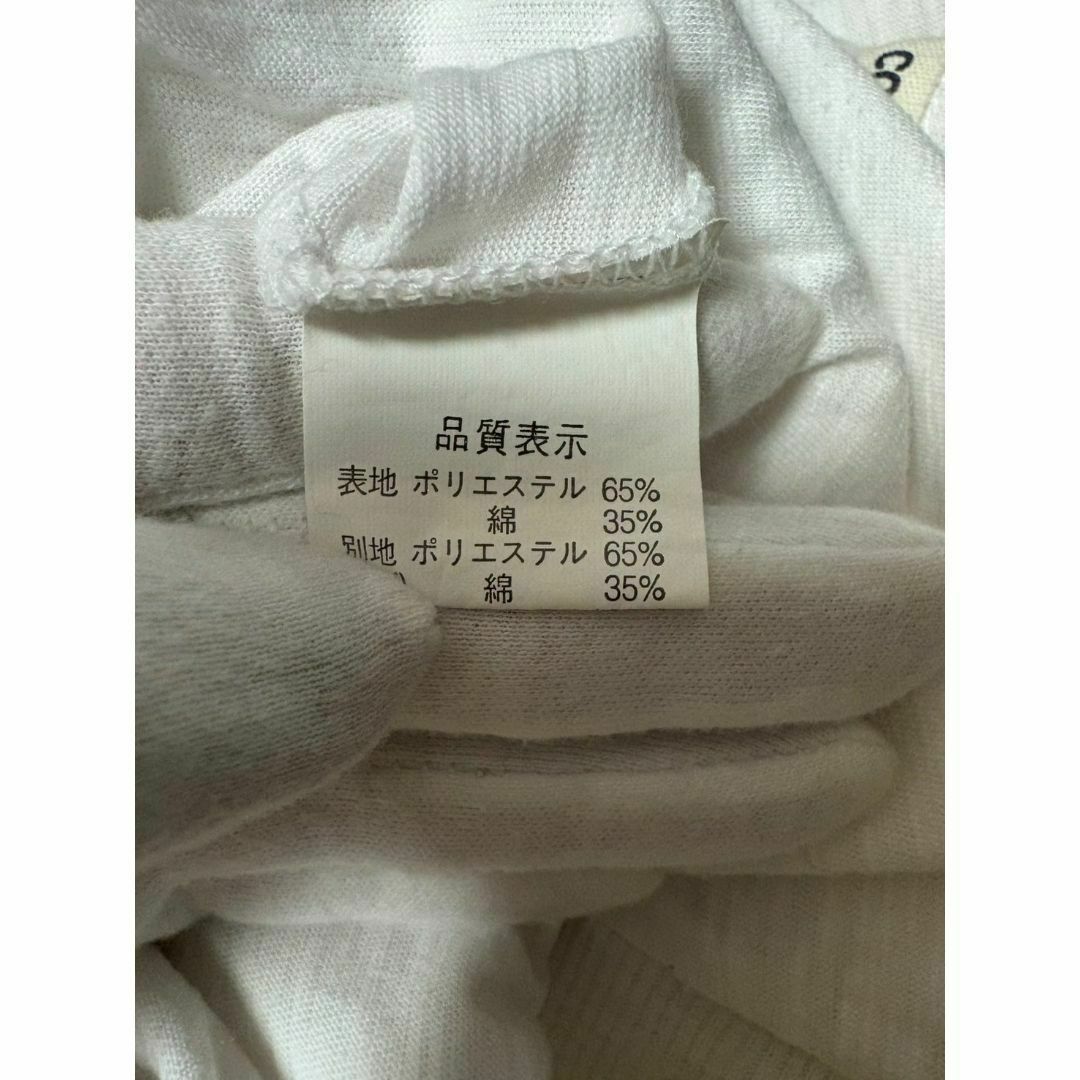 品質表示
表地 ポリエステル 65%
綿 35%
別地 ポリエステル 65%
綿 35%